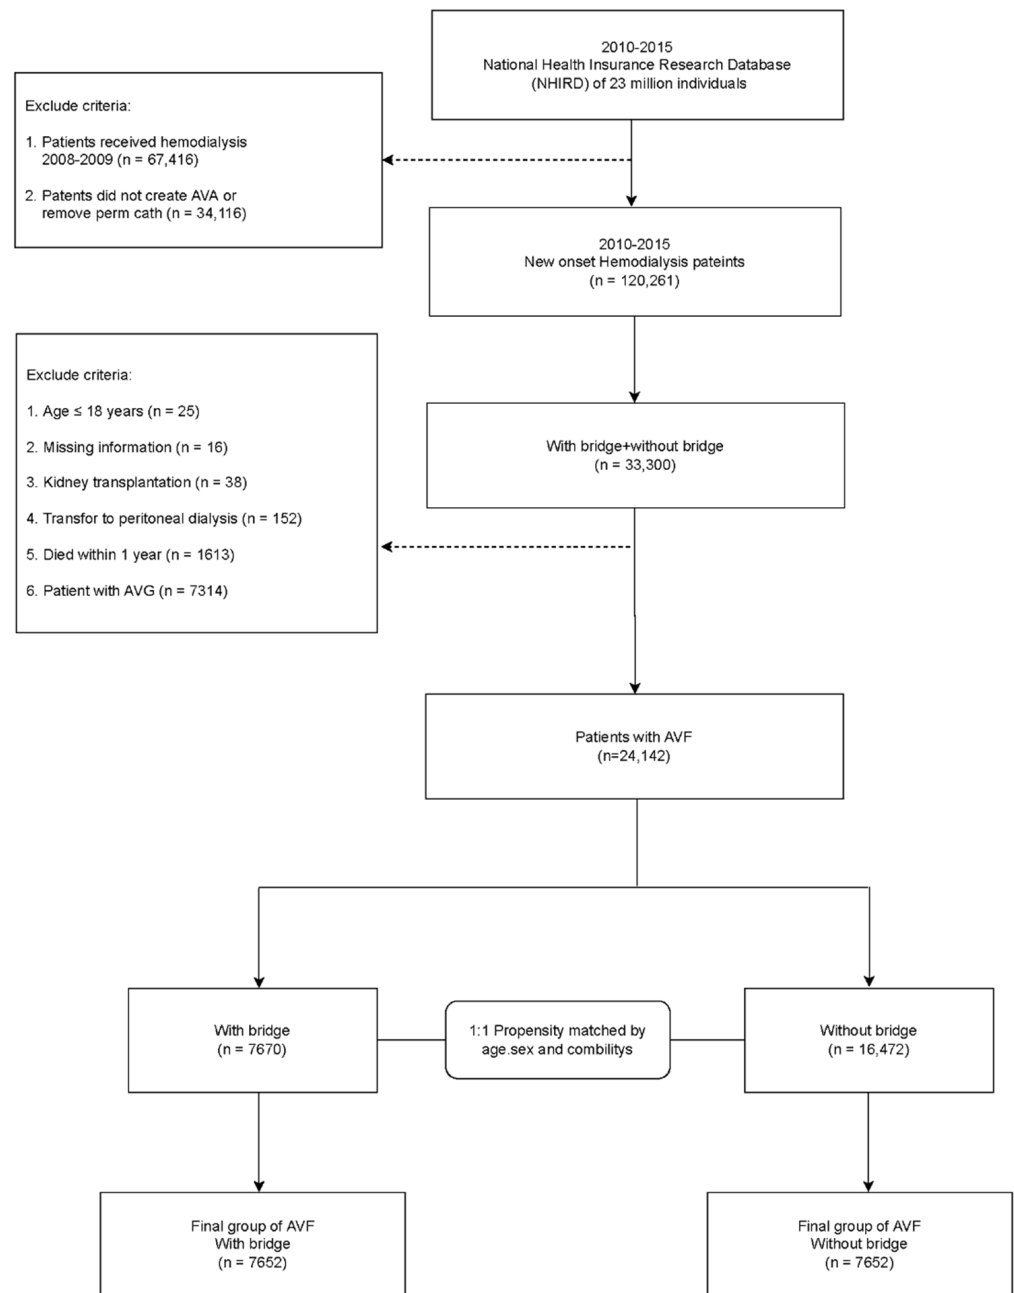 2010-2015
National Health Insurance Research Database
(NHIRD) of 23 million individuals
Exclude criteria:
1. Patients received hemodialysis
2008-2009 (n = 67,416)
2. Patents did not create AVA or
remove perm cath (n = 34,116)
2010-2015
New onset Hemodialysis pateints
(n = 120,261)
Exclude criteria:
1. Age ≤ 18 years (n = 25)
2. Missing information (n = 16)
3. Kidney transplantation (n = 38)
4. Transfor to peritoneal dialysis (n = 152)
5. Died within 1 year (n = 1613)
6. Patient with AVG (n = 7314)
With bridge+without bridge
(n = 33,300)
Patients with AVF
(n=24,142)
With bridge
(n = 7670)
1:1 Propensity matched by
age.sex and combilitys
Without bridge
(n = 16,472)
Final group of AVF
With bridge
(n = 7652)
Final group of AVF
Without bridge
(n = 7652)